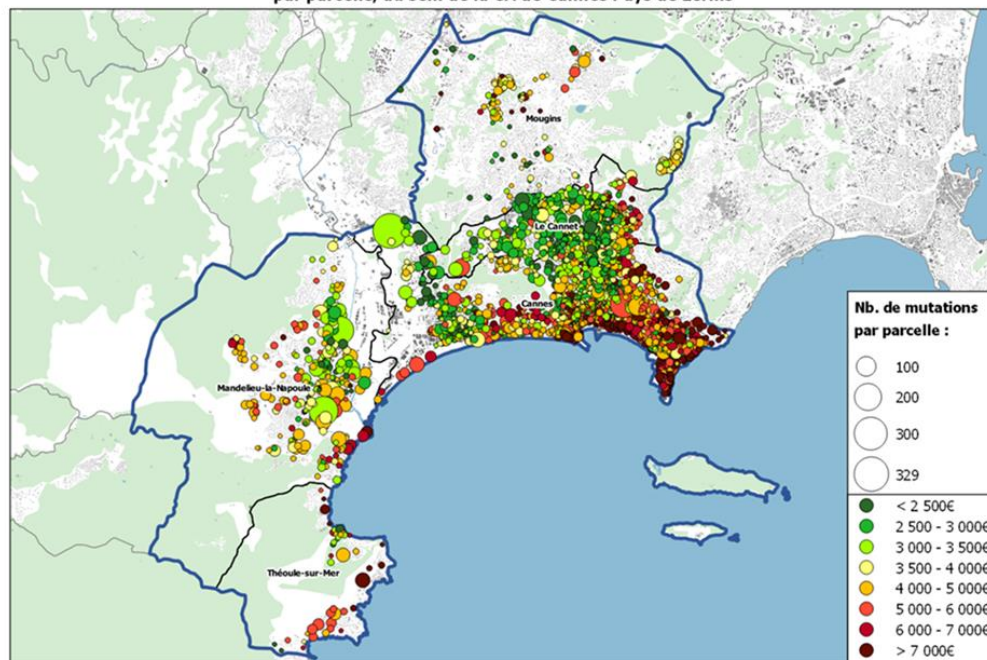 Mougins
Le Cannet
Cannes
Mandelieu-la-Napoule
Théoule-sur-Mer
Nb. de mutations
par parcelle :
100
200
300
329
< 2 500€
2 500 - 3 000€
3 000 - 3 500€
3 500 - 4 000€
4 000 - 5 000€
5 000 - 6 000€
6 000 - 7 000€
> 7 000€